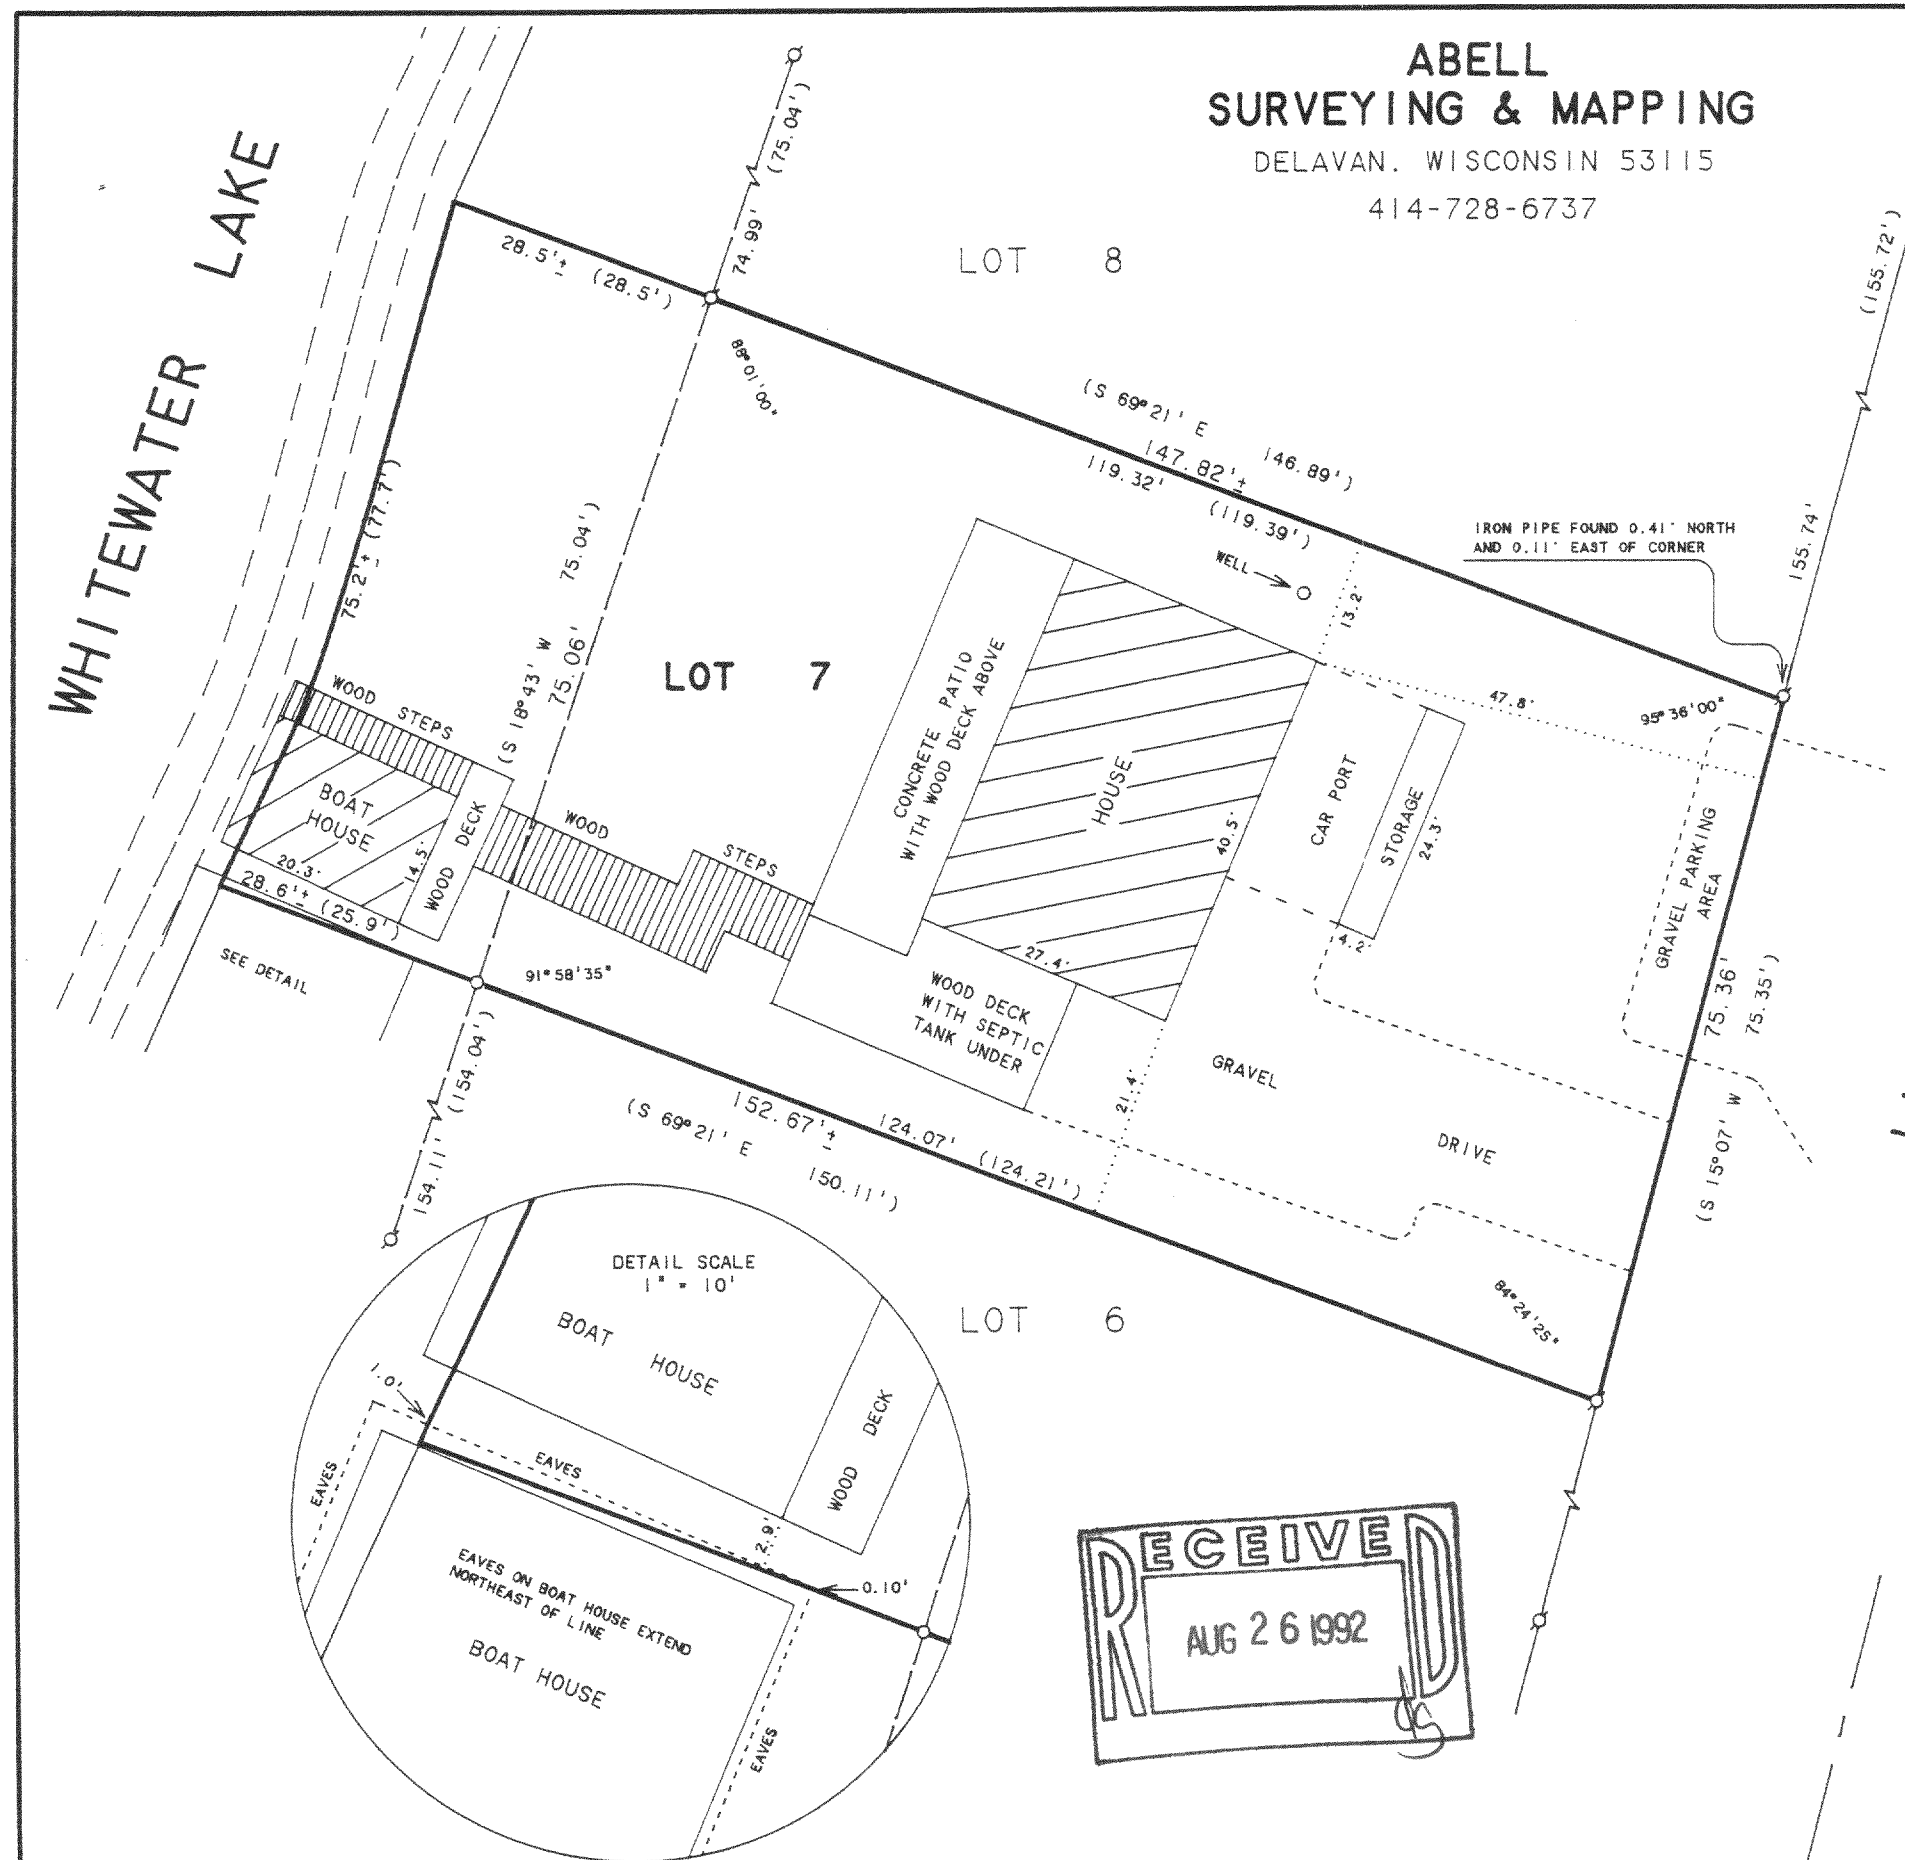 ABELL
SURVEYING & MAPPING
DELAVAN, WISCONSIN 53115
414-728-6737
WHITEWATER LAKE
(75.04')
74.99'
LOT 8
(155.72')
155.74'
28.5'± (28.5')
88°01'00"
(S 69°21' E 146.89')
147.82'±
119.32' (119.39')
IRON PIPE FOUND 0.41' NORTH
AND 0.11' EAST OF CORNER
WELL
13.2'
47.8'
95°36'00"
75.2'± (77.7')
(S 18°43' W 75.04')
75.06'
LOT 7
WOOD STEPS
BOAT
HOUSE
20.3'
14.5'
WOOD DECK
28.6'± (25.9')
SEE DETAIL
WOOD STEPS
91°58'35"
CONCRETE PATIO
WITH WOOD DECK ABOVE
HOUSE
40.5'
27.4'
CAR PORT
STORAGE
24.3'
4.2'
GRAVEL PARKING
AREA
75.36'
75.35')
(S 15°07' W
WOOD DECK
WITH SEPTIC
TANK UNDER
21.4'
GRAVEL DRIVE
84°24'25"
(154.04')
154.11'
152.67'±
(S 69°21' E 150.11')
124.07' (124.21')
LOT 6
DETAIL SCALE
1" = 10'
BOAT HOUSE
1.0'
EAVES
EAVES
WOOD DECK
2.9'
0.10'
EAVES ON BOAT HOUSE EXTEND
NORTHEAST OF LINE
BOAT HOUSE
EAVES
RECEIVED
AUG 26 1992